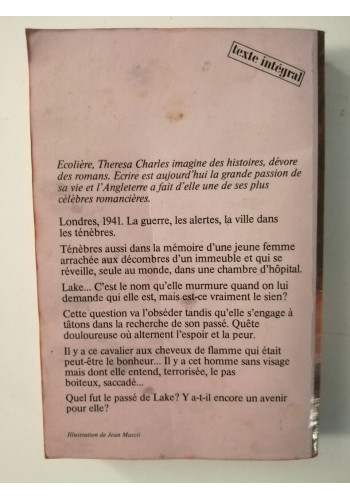 texte intégral
Ecolière, Theresa Charles imagine des histoires, dévore
des romans. Ecrire est aujourd'hui la grande passion de
sa vie et l'Angleterre a fait d'elle une de ses plus
célèbres romancières.
Londres, 1941. La guerre, les alertes, la ville dans
les ténèbres.
Ténèbres aussi dans la mémoire d'une jeune femme
arrachée aux décombres d'un immeuble et qui se
réveille, seule au monde, dans une chambre d'hôpital.
Lake... C'est le nom qu'elle murmure quand on lui
demande qui elle est, mais est-ce vraiment le sien?
Cette question va l'obséder tandis qu'elle s'engage à
tâtons dans la recherche de son passé. Quête
douloureuse où alternent l'espoir et la peur.
Il y a ce cavalier aux cheveux de flamme qui était
peut-être le bonheur... Il y a cet homme sans visage
mais dont elle entend, terrorisée, le pas
boiteux, saccadé...
Quel fut le passé de Lake? Y a-t-il encore un avenir
pour elle?
Illustration de Jean Mascii